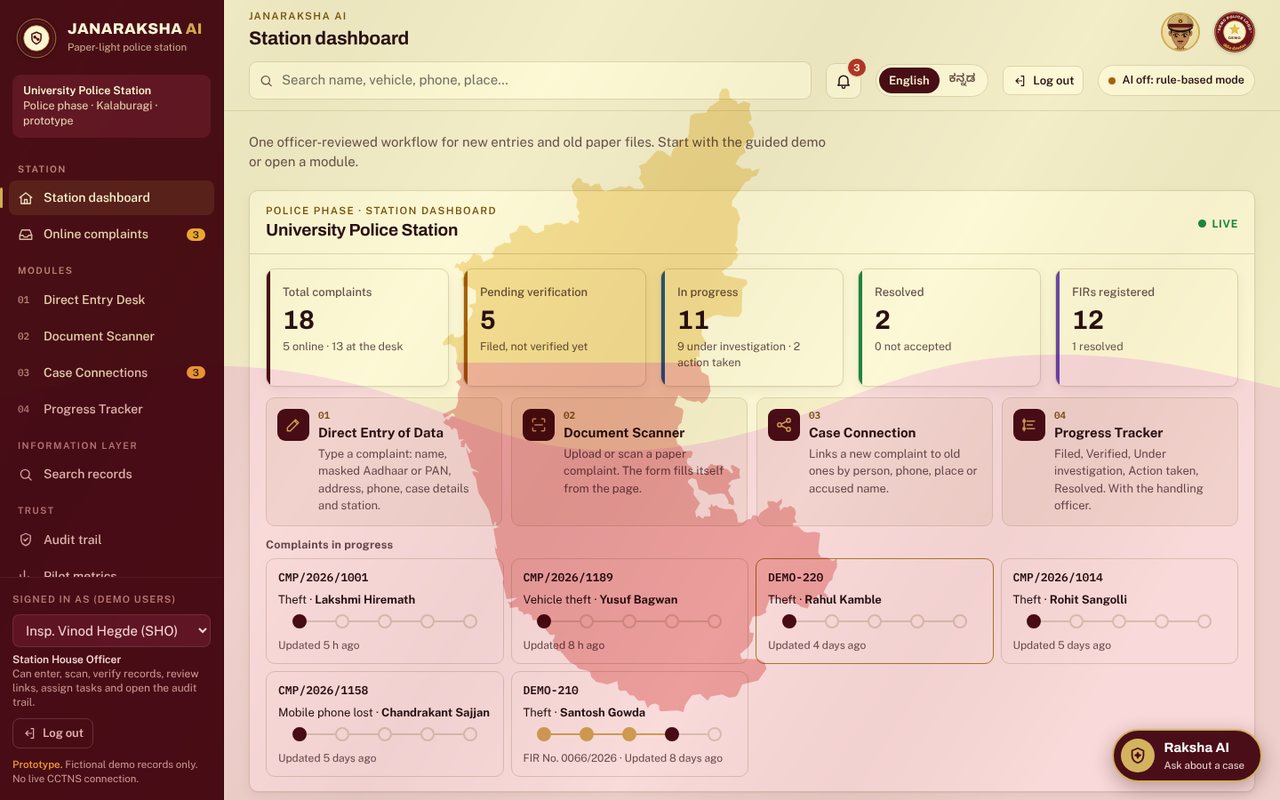 JANARAKSHA AI
Paper-light police station
University Police Station
Police phase · Kalaburagi ·
prototype
STATION
Station dashboard
Online complaints
3
MODULES
01 Direct Entry Desk
02 Document Scanner
03 Case Connections
3
04 Progress Tracker
INFORMATION LAYER
Search records
TRUST
Audit trail
Pilot metrics
SIGNED IN AS (DEMO USERS)
Insp. Vinod Hegde (SHO)
Station House Officer
Can enter, scan, verify records, review
links, assign tasks and open the audit
trail.
Log out
Prototype. Fictional demo records only.
No live CCTNS connection.
JANARAKSHA AI
Station dashboard
Search name, vehicle, phone, place...
3
English
ಕನ್ನಡ
Log out
AI off: rule-based mode
One officer-reviewed workflow for new entries and old paper files. Start with the guided demo
or open a module.
POLICE PHASE · STATION DASHBOARD
University Police Station
LIVE
Total complaints
18
5 online · 13 at the desk
Pending verification
5
Filed, not verified yet
In progress
11
9 under investigation · 2
action taken
Resolved
2
0 not accepted
FIRs registered
12
1 resolved
01
Direct Entry of Data
Type a complaint: name,
masked Aadhaar or PAN,
address, phone, case details
and station.
02
Document Scanner
Upload or scan a paper
complaint. The form fills itself
from the page.
03
Case Connection
Links a new complaint to old
ones by person, phone, place or
accused name.
04
Progress Tracker
Filed, Verified, Under
investigation, Action taken,
Resolved. With the handling
officer.
Complaints in progress
CMP/2026/1001
Theft · Lakshmi Hiremath
Updated 5 h ago
CMP/2026/1189
Vehicle theft · Yusuf Bagwan
Updated 8 h ago
DEMO-220
Theft · Rahul Kamble
Updated 4 days ago
CMP/2026/1014
Theft · Rohit Sangolli
Updated 5 days ago
CMP/2026/1158
Mobile phone lost · Chandrakant Sajjan
Updated 5 days ago
DEMO-210
Theft · Santosh Gowda
FIR No. 0066/2026 · Updated 8 days ago
Raksha AI
Ask about a case